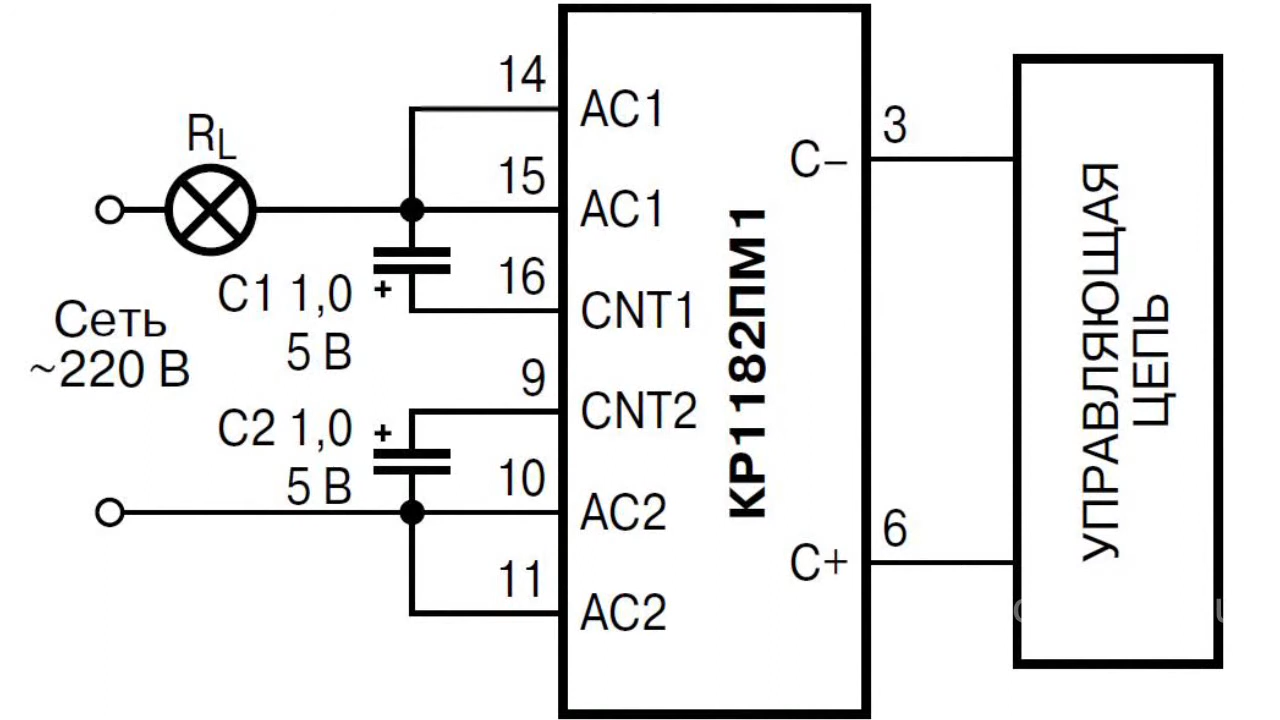 14
AC1
R_L
15
AC1
C1 1,0
5 В
16
CNT1
Сеть
~220 В
9
CNT2
C2 1,0
5 В
10
AC2
11
AC2
КР1182ПМ1
3
C−
6
C+
УПРАВЛЯЮЩАЯ
ЦЕПЬ